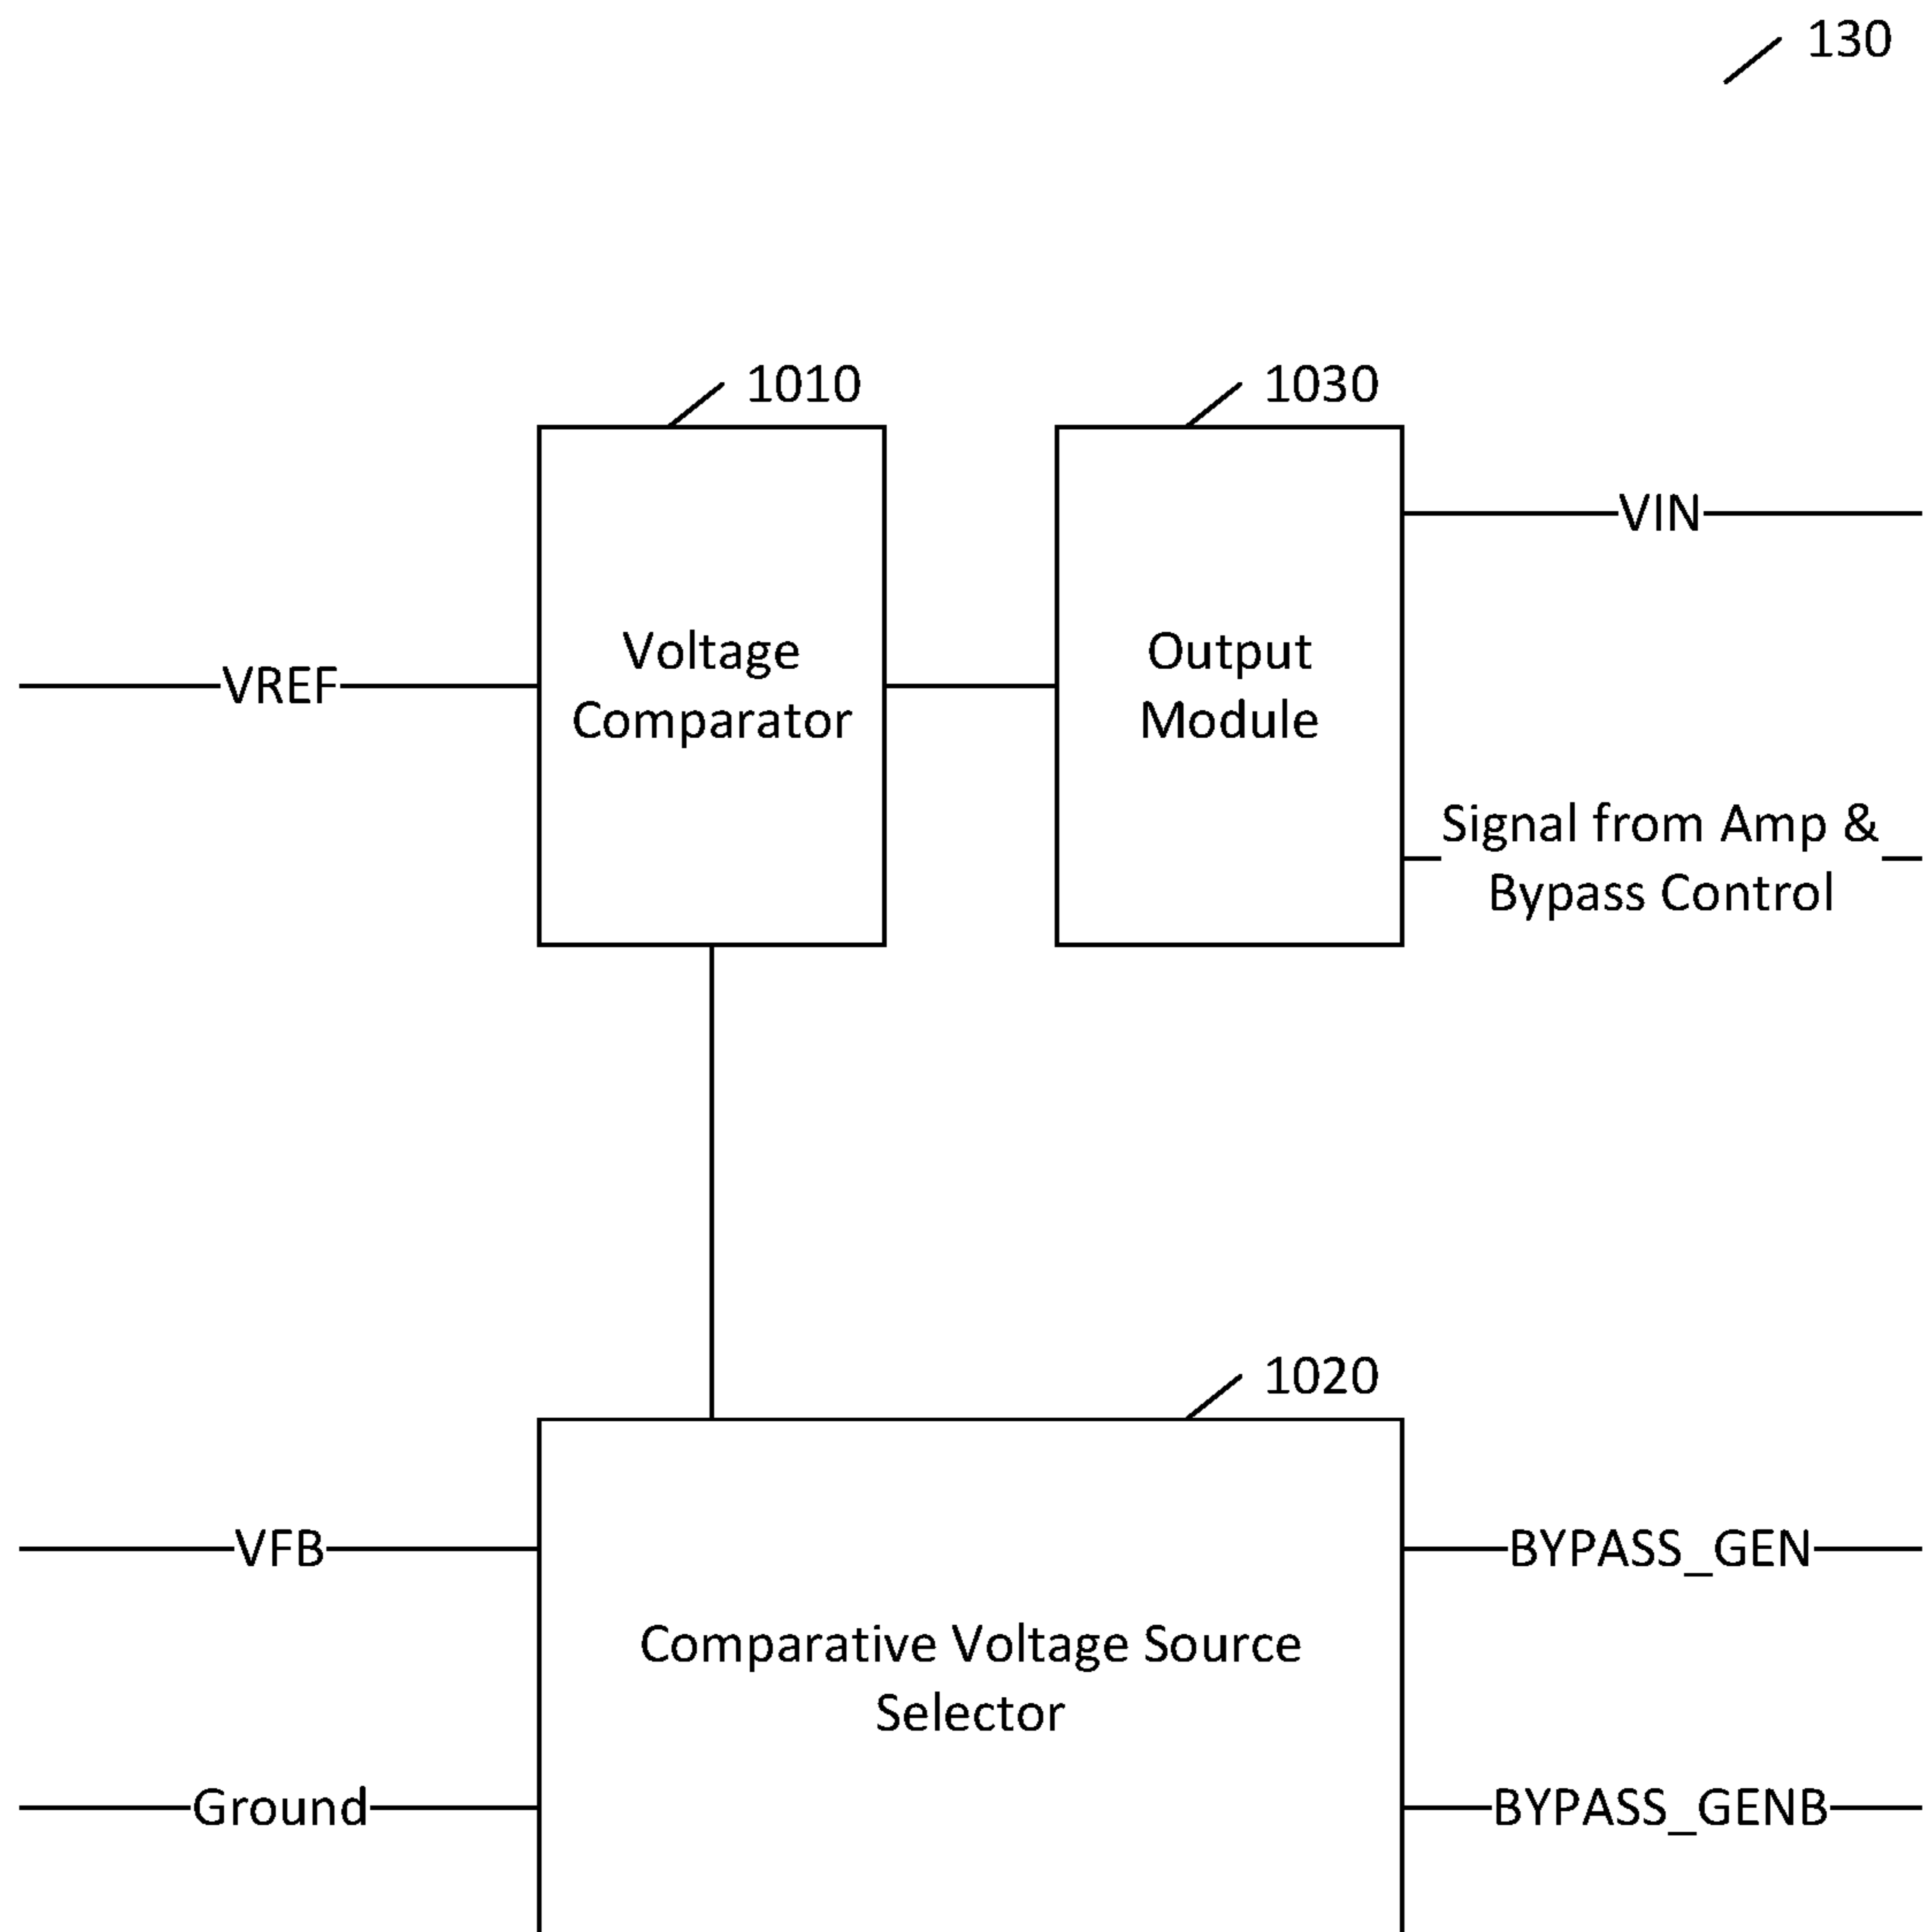 130
1010
1030
VIN
Voltage
Comparator
Output
Module
VREF
Signal from Amp &
Bypass Control
1020
VFB
BYPASS_GEN
Comparative Voltage Source
Selector
Ground
BYPASS_GENB